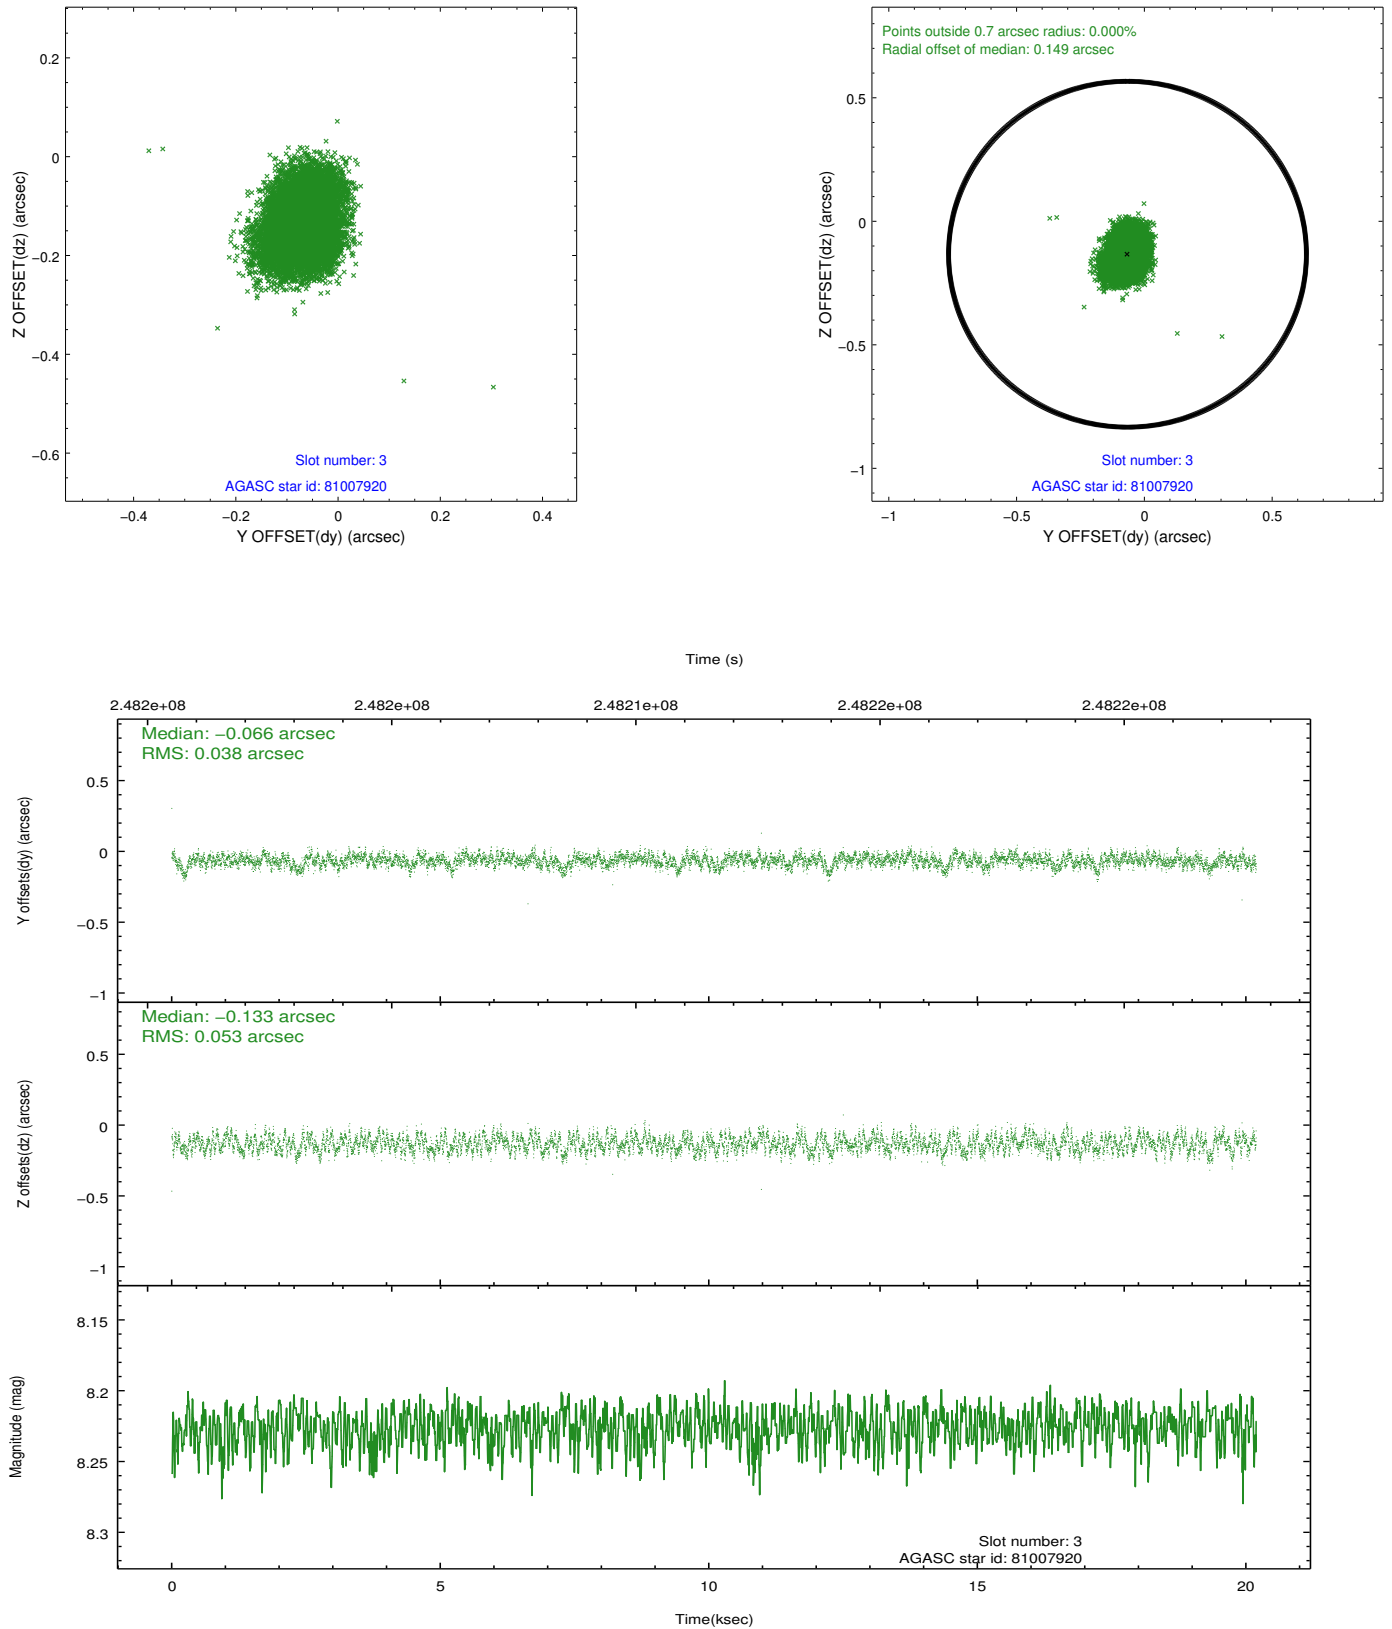 0.2
0
−0.2
−0.4
−0.6
Z OFFSET(dz) (arcsec)
Slot number: 3
AGASC star id: 81007920
−0.4 −0.2 0 0.2 0.4
Y OFFSET(dy) (arcsec)
Points outside 0.7 arcsec radius: 0.000%
Radial offset of median: 0.149 arcsec
0.5
0
−0.5
−1
Z OFFSET(dz) (arcsec)
Slot number: 3
AGASC star id: 81007920
−1 −0.5 0 0.5
Y OFFSET(dy) (arcsec)
Time (s)
2.482e+08 2.482e+08 2.4821e+08 2.4822e+08 2.4822e+08
Median: −0.066 arcsec
RMS: 0.038 arcsec
0.5
0
−0.5
−1
Y offsets(dy) (arcsec)
Median: −0.133 arcsec
RMS: 0.053 arcsec
0.5
0
−0.5
−1
Z offsets(dz) (arcsec)
8.15
8.2
8.25
8.3
Magnitude (mag)
Slot number: 3
AGASC star id: 81007920
0 5 10 15 20
Time(ksec)